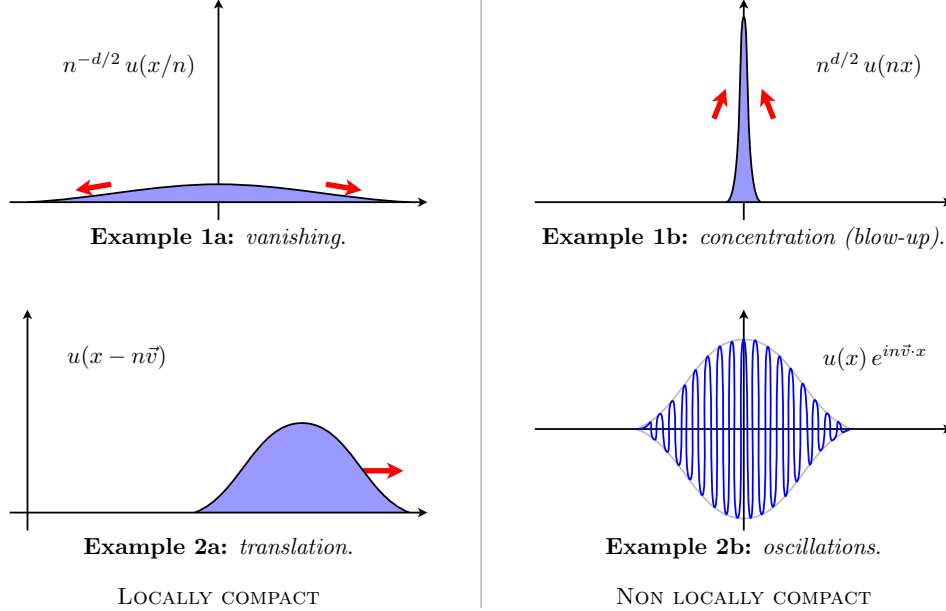 n^{-d/2} u(x/n)
Example 1a: vanishing.
n^{d/2} u(nx)
Example 1b: concentration (blow-up).
u(x − n\vec{v})
Example 2a: translation.
u(x) e^{in\vec{v}·x}
Example 2b: oscillations.
Locally compact
Non locally compact